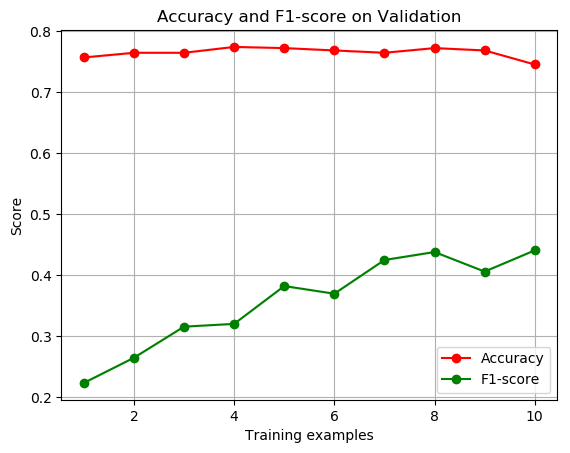 Accuracy and F1-score on Validation
0.8
0.7
0.6
0.5
0.4
0.3
0.2
Score
2
4
6
8
10
Training examples
Accuracy
F1-score